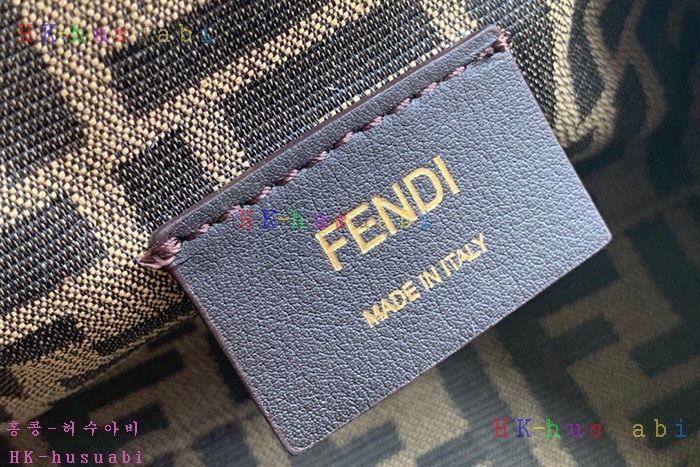 HK-hus abi
FENDI
HK-hus abi
MADE IN ITALY
HK-hus abi
홍콩-허수아비
HK-husuabi